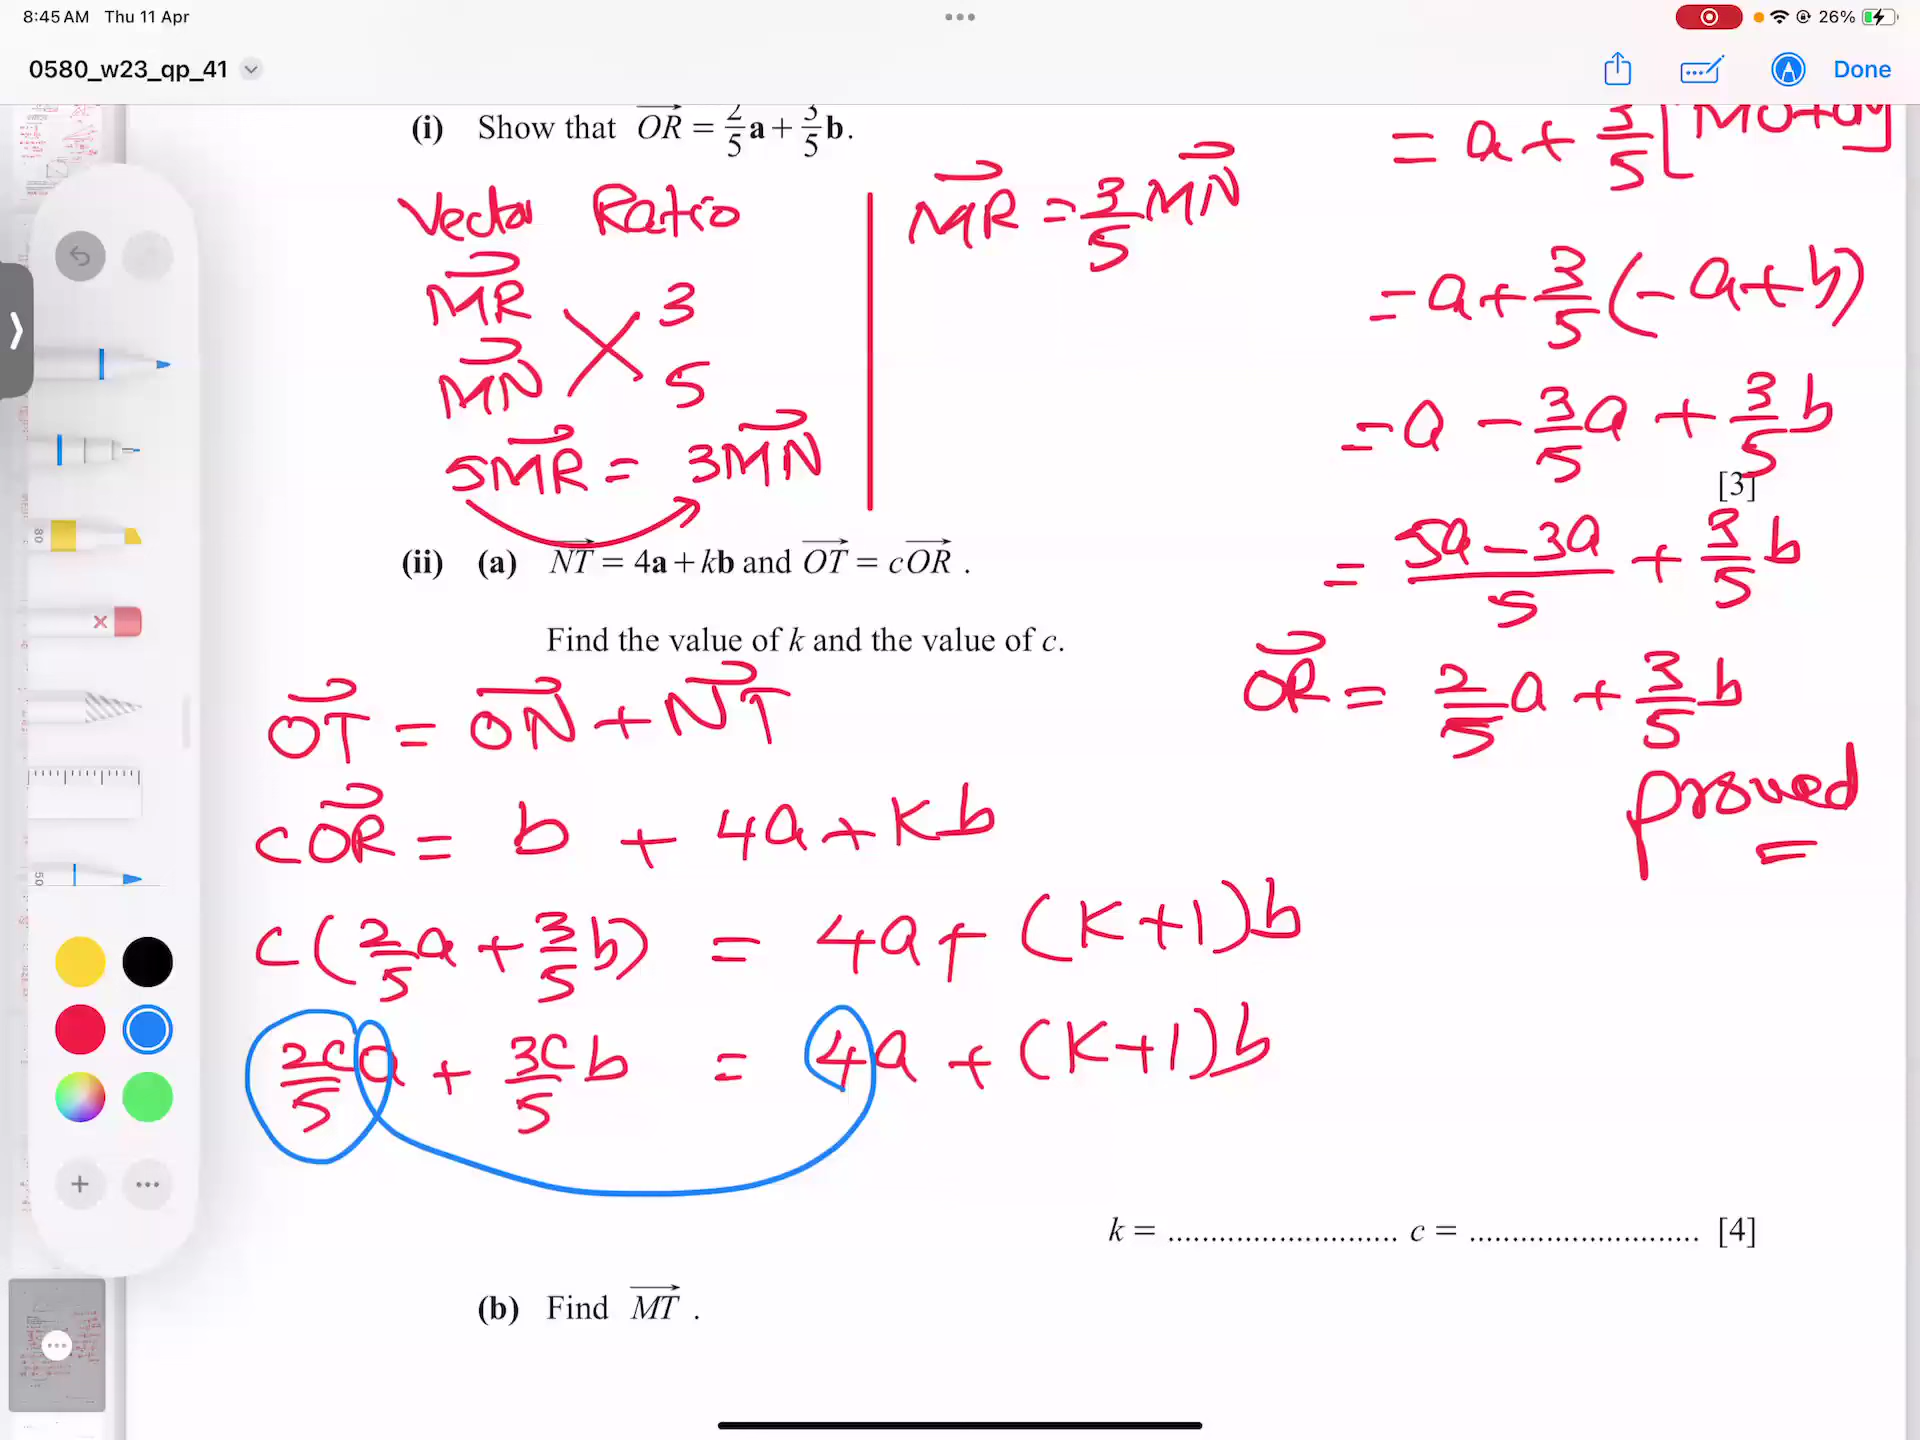 8:45 AM Thu 11 Apr
26%
0580_w23_qp_41
Done
(i) Show that OR = 2/5 a + 3/5 b.
= a + 3/5 [MO + ON]
Vector Ratio
MR 3
MN 5
5MR = 3MN
MR = 3/5 MN
= a + 3/5 (-a + b)
= a - 3/5 a + 3/5 b
[3]
= (5a - 3a)/5 + 3/5 b
OR = 2/5 a + 3/5 b
proved
(ii) (a) NT = 4a + kb and OT = cOR .
Find the value of k and the value of c.
OT = ON + NT
cOR = b + 4a + kb
c(2/5 a + 3/5 b) = 4a + (k+1)b
2c/5 a + 3c/5 b = 4a + (k+1)b
k = .......................... c = .......................... [4]
(b) Find MT .
80
50